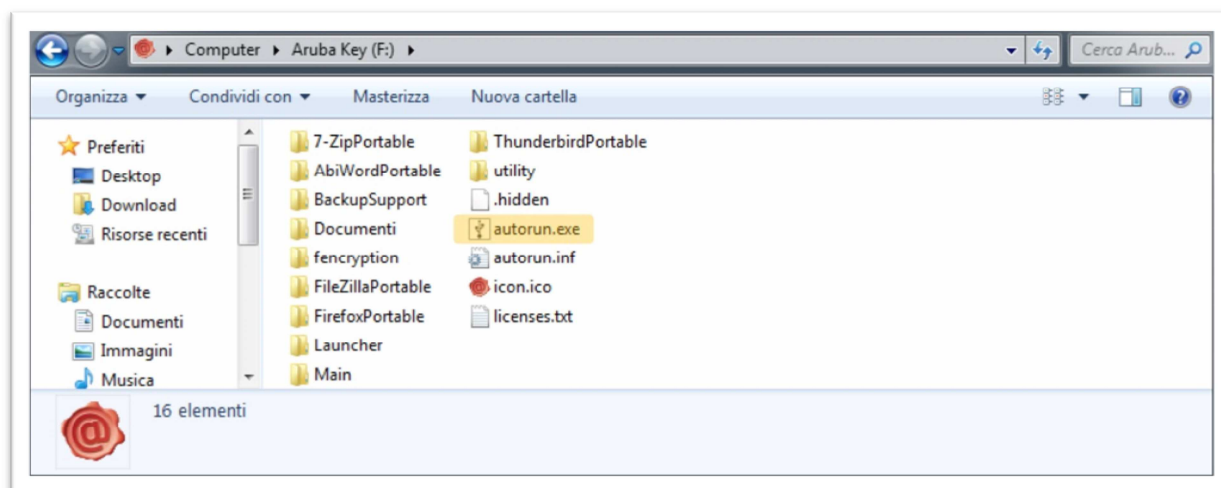 Computer Aruba Key (F:)
Cerca Arub...
Organizza Condividi con Masterizza Nuova cartella
Preferiti
Desktop
Download
Risorse recenti
Raccolte
Documenti
Immagini
Musica
7-ZipPortable
AbiWordPortable
BackupSupport
Documenti
fencryption
FileZillaPortable
FirefoxPortable
Launcher
Main
ThunderbirdPortable
utility
.hidden
autorun.exe
autorun.inf
icon.ico
licenses.txt
16 elementi